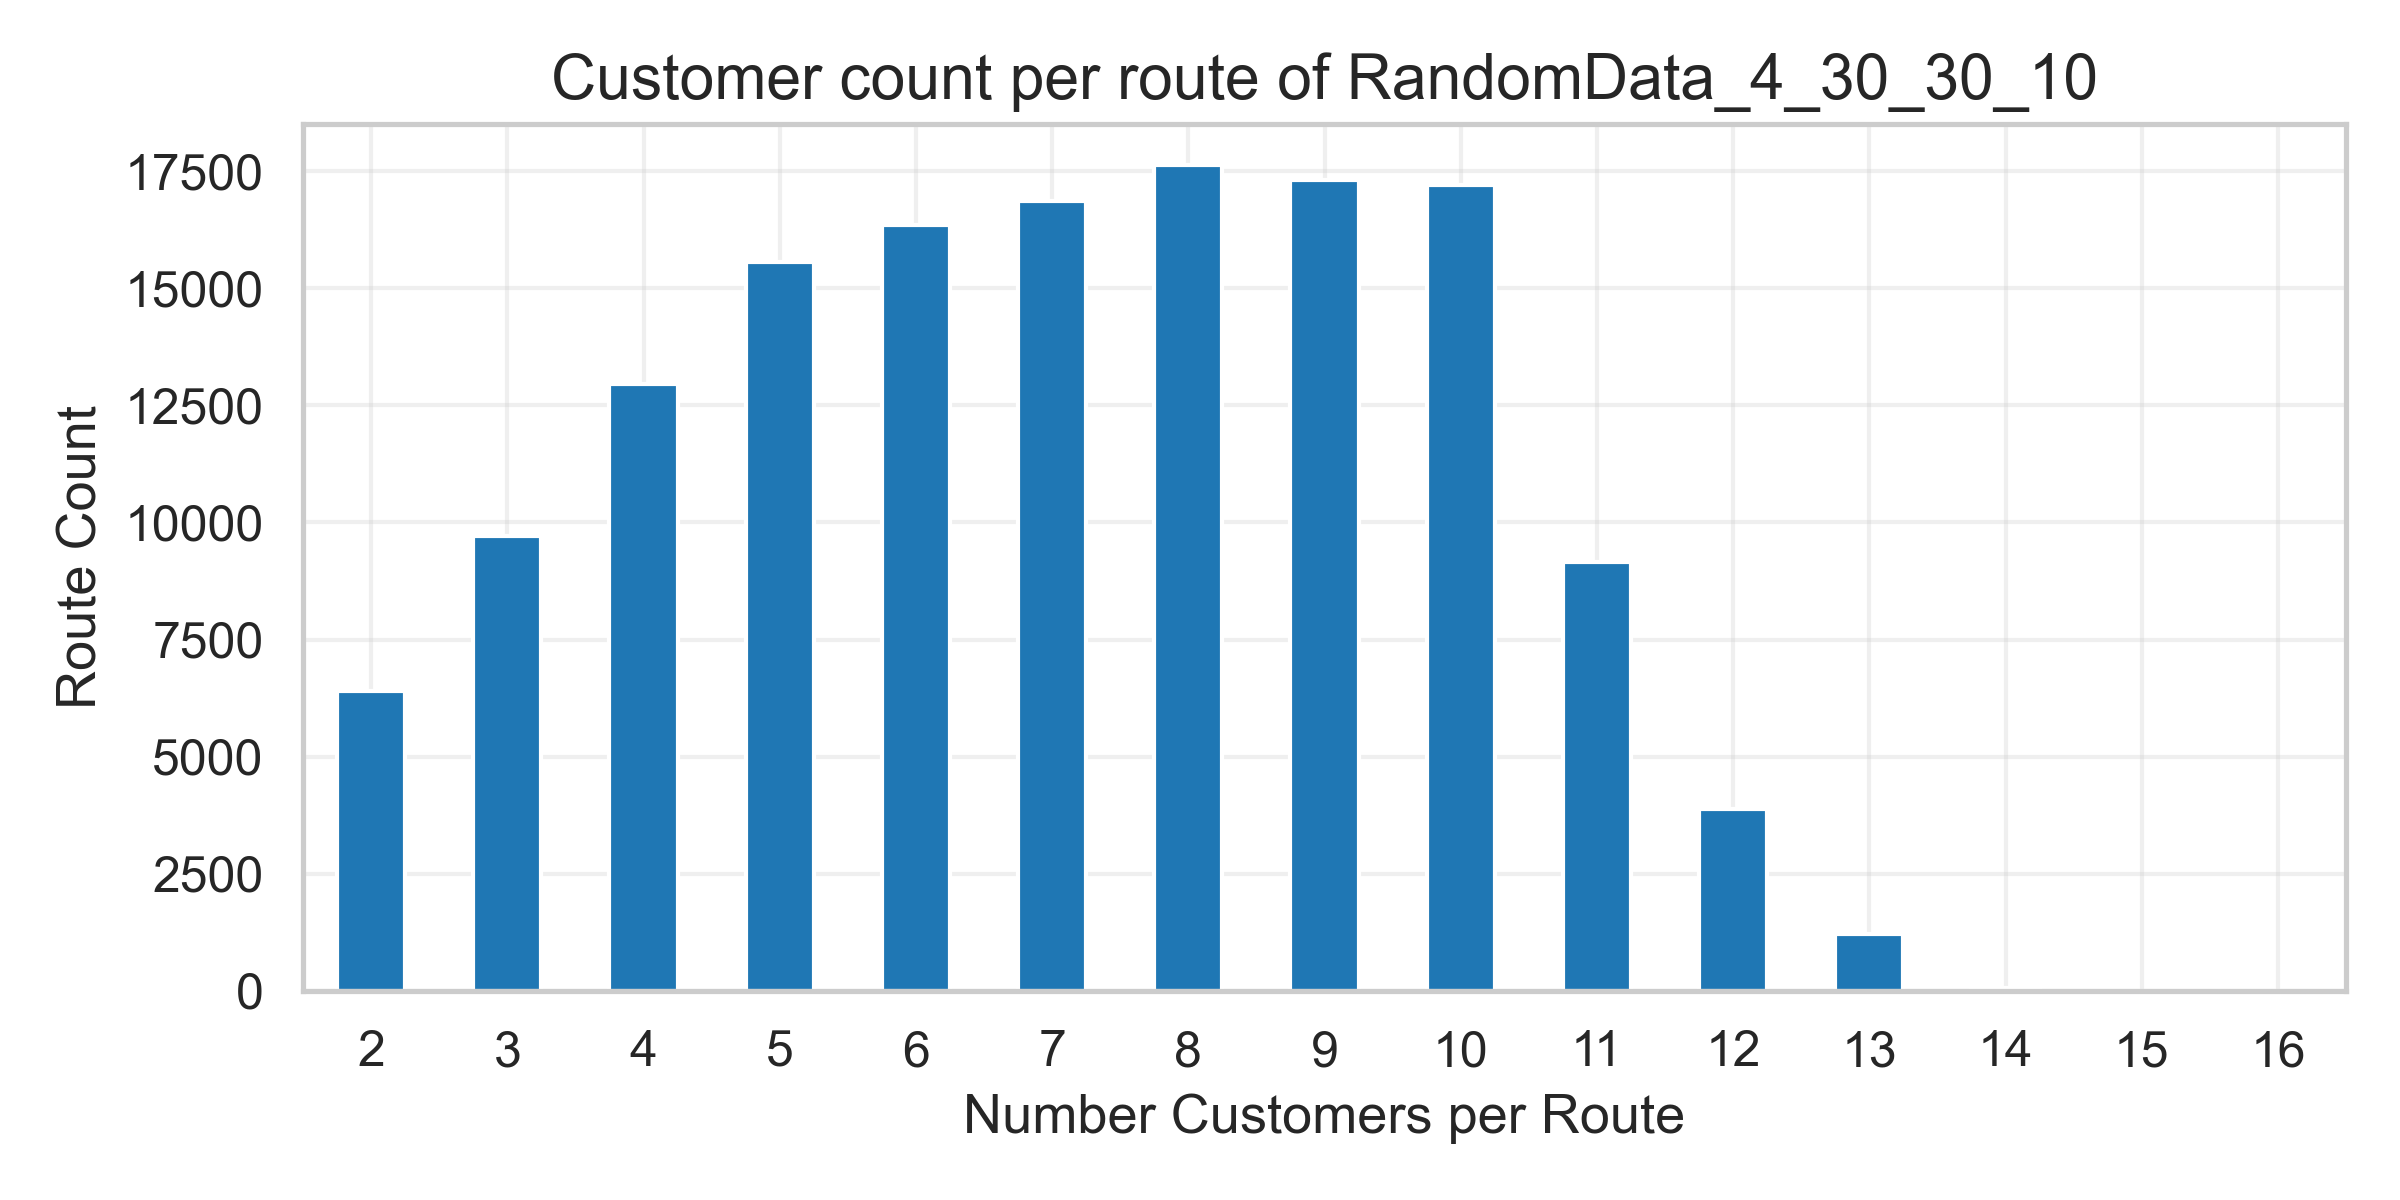 Customer count per route of RandomData_4_30_30_10
17500
15000
12500
10000
7500
5000
2500
0
Route Count
2 3 4 5 6 7 8 9 10 11 12 13 14 15 16
Number Customers per Route